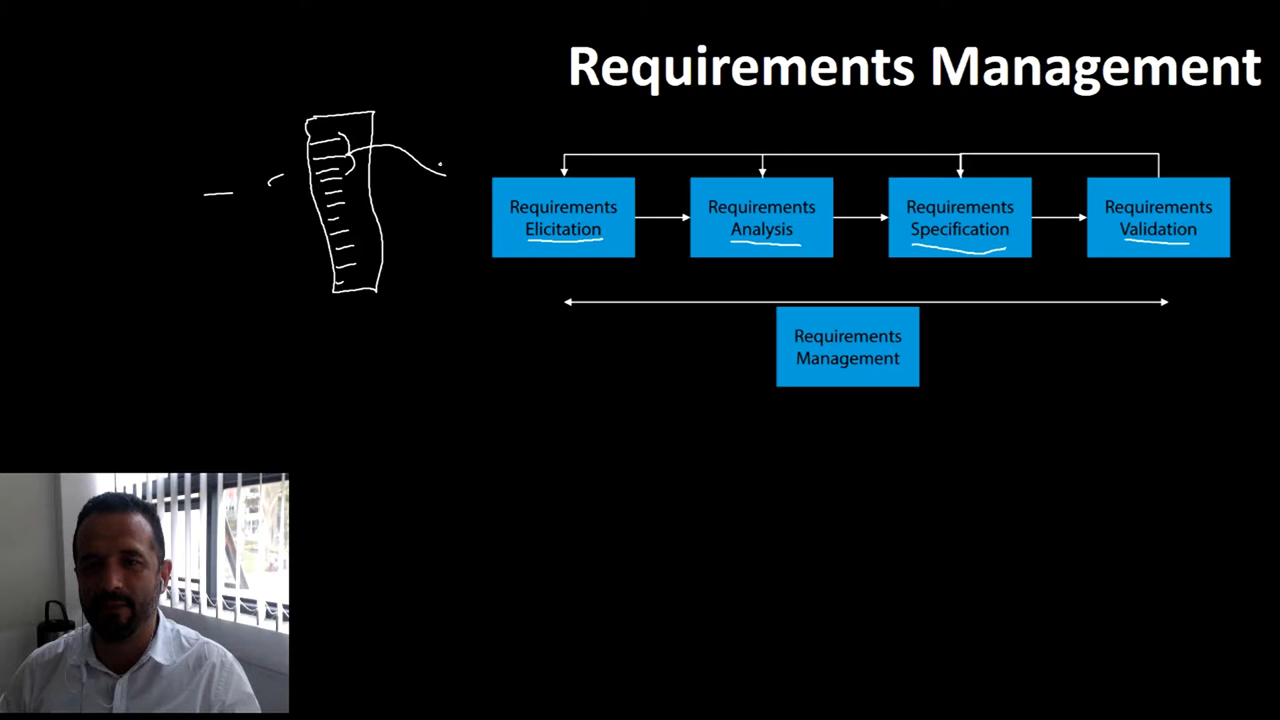 Requirements Management
Requirements
Elicitation
Requirements
Analysis
Requirements
Specification
Requirements
Validation
Requirements
Management